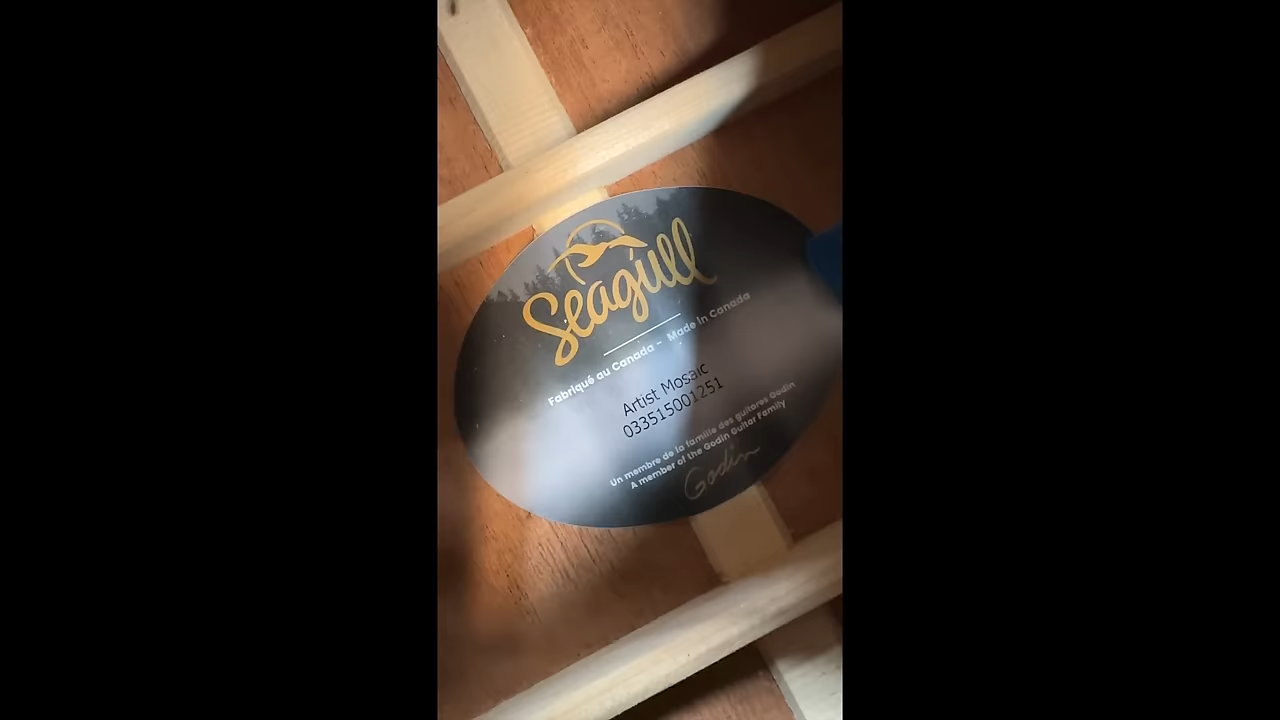 Seagull
Fabriqué au Canada - Made in Canada
Artist Mosaic
033515001251
Un membre de la famille des guitares Godin
A member of the Godin Guitar Family
Godin